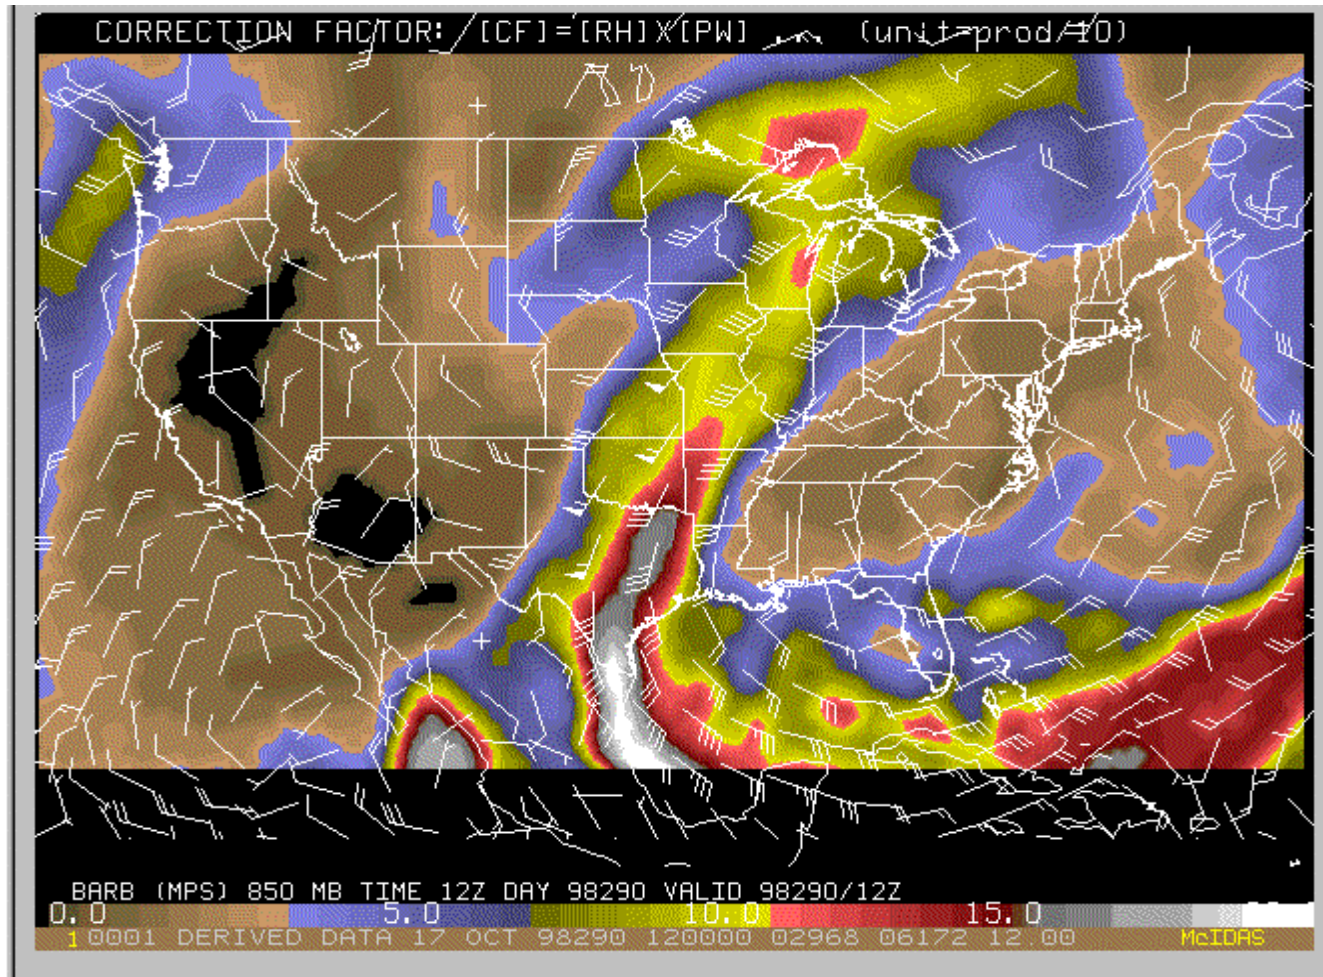 CORRECTION FACTOR: [CF]=[RH]X[PW] (unit=prod/10)
BARB (MPS) 850 MB TIME 12Z DAY 98290 VALID 98290/12Z
0.0 5.0 10.0 15.0
1 0001 DERIVED DATA 17 OCT 98290 120000 02968 06172 12.00 McIDAS